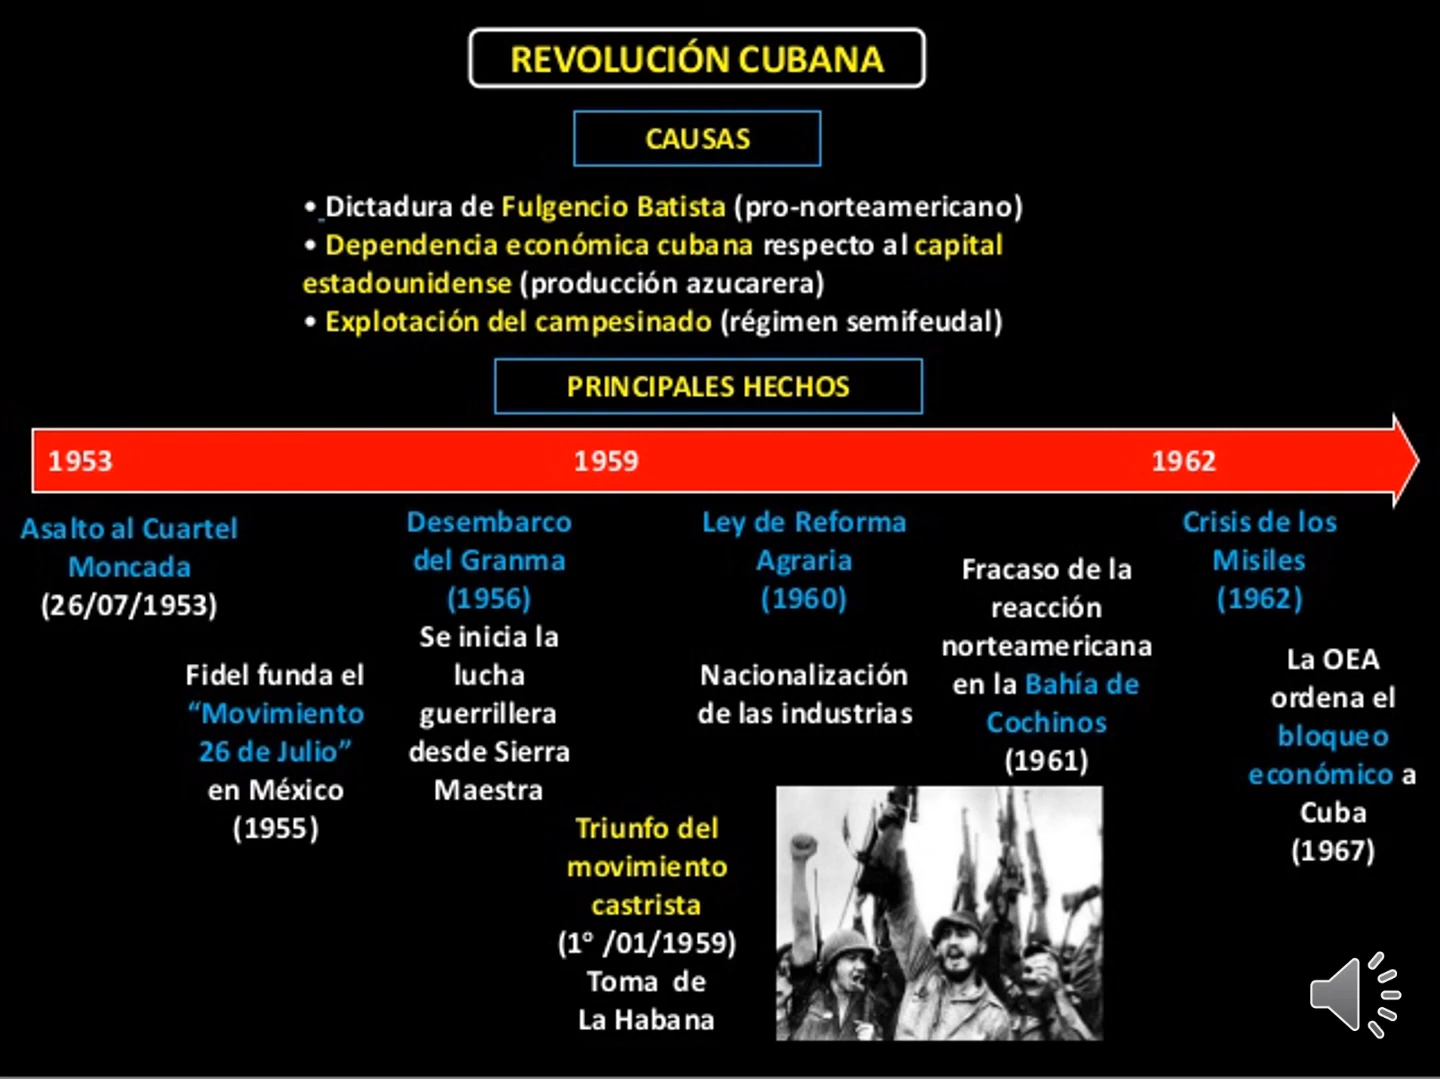 REVOLUCIÓN CUBANA
CAUSAS
• Dictadura de Fulgencio Batista (pro-norteamericano)
• Dependencia económica cubana respecto al capital
estadounidense (producción azucarera)
• Explotación del campesinado (régimen semifeudal)
PRINCIPALES HECHOS
1953
1959
1962
Asalto al Cuartel
Moncada
(26/07/1953)
Fidel funda el
“Movimiento
26 de Julio”
en México
(1955)
Desembarco
del Granma
(1956)
Se inicia la
lucha
guerrillera
desde Sierra
Maestra
Triunfo del
movimiento
castrista
(1° /01/1959)
Toma de
La Habana
Ley de Reforma
Agraria
(1960)
Nacionalización
de las industrias
Fracaso de la
reacción
norteamericana
en la Bahía de
Cochinos
(1961)
Crisis de los
Misiles
(1962)
La OEA
ordena el
bloqueo
económico a
Cuba
(1967)